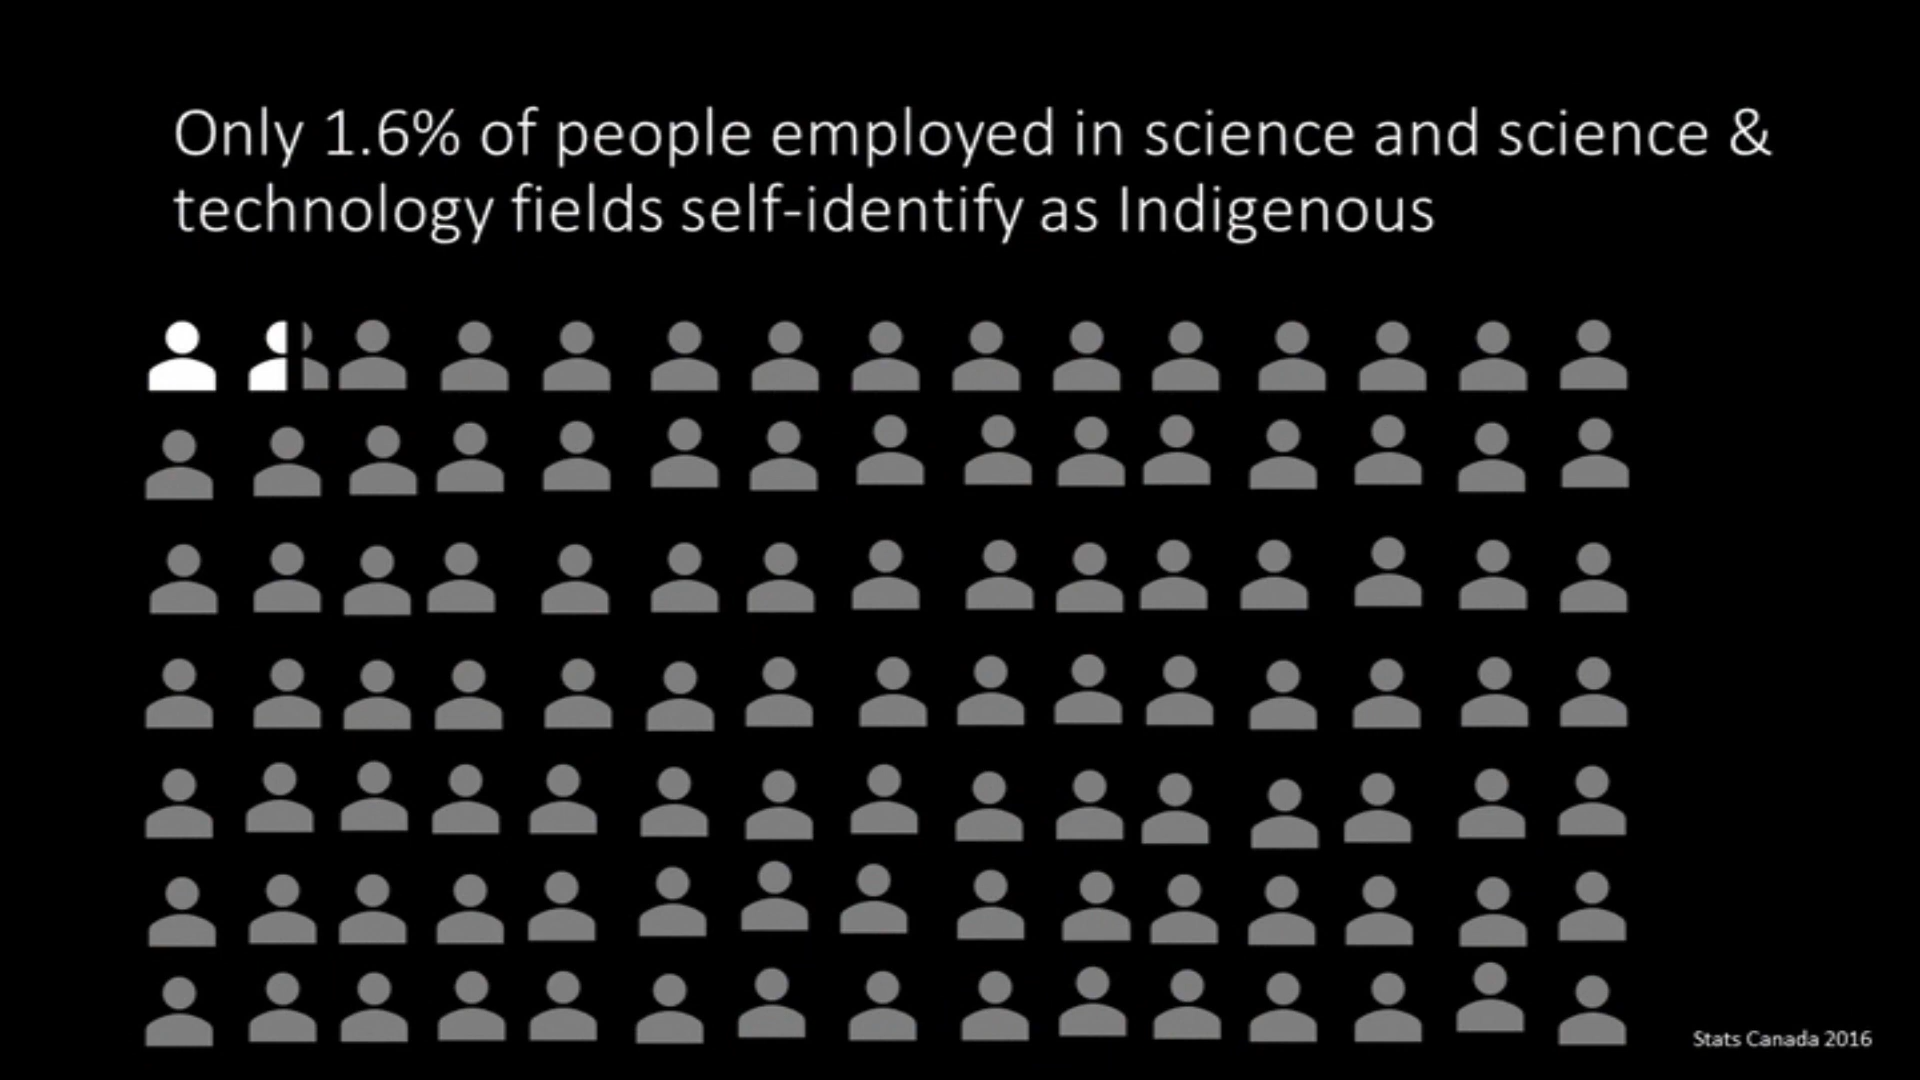 Only 1.6% of people employed in science and science &
technology fields self-identify as Indigenous
Stats Canada 2016